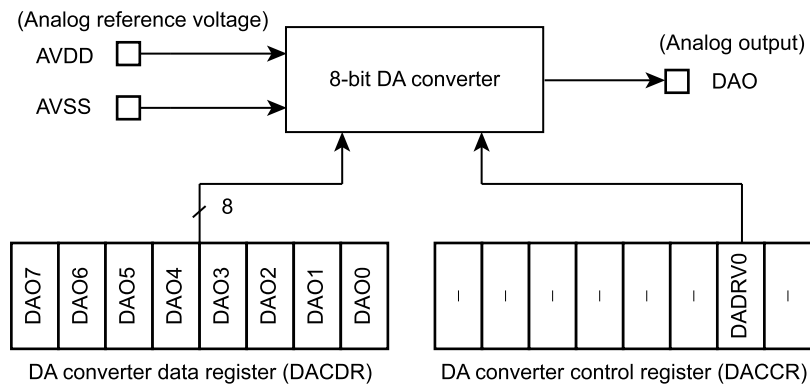 (Analog reference voltage)
AVDD
AVSS
8-bit DA converter
(Analog output)
DAO
8
DAO7
DAO6
DAO5
DAO4
DAO3
DAO2
DAO1
DAO0
–
–
–
–
–
–
DADRV0
–
DA converter data register (DACDR)
DA converter control register (DACCR)